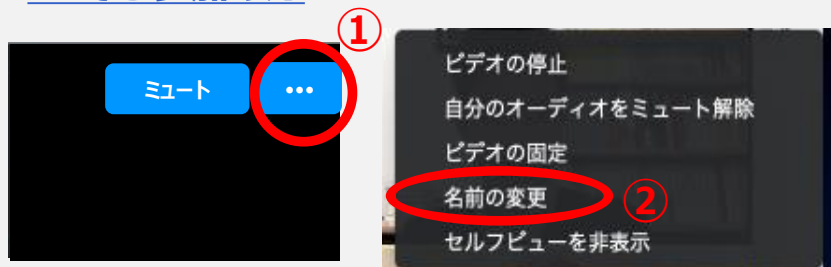 ①
ミュート
•••
ビデオの停止
自分のオーディオをミュート解除
ビデオの固定
名前の変更
②
セルフビューを非表示